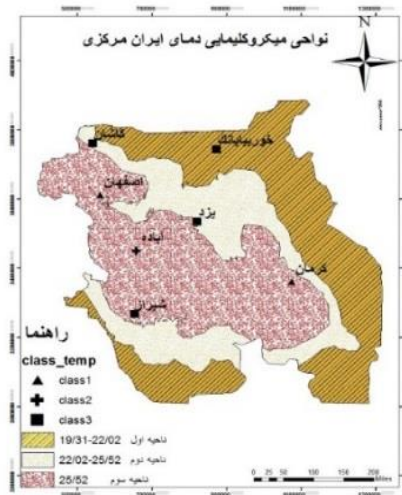 نواحی میکروکلیمایی دمای ایران مرکزی
N
کاشان
خوربیابانک
اصفهان
یزد
آباده
کرمان
شیراز
راهنما
class_temp
class1
class2
class3
19/31-22/02 ناحیه اول
22/02-25/52 ناحیه دوم
25/52 ناحیه سوم
0 25 50 100 150 200
Miles